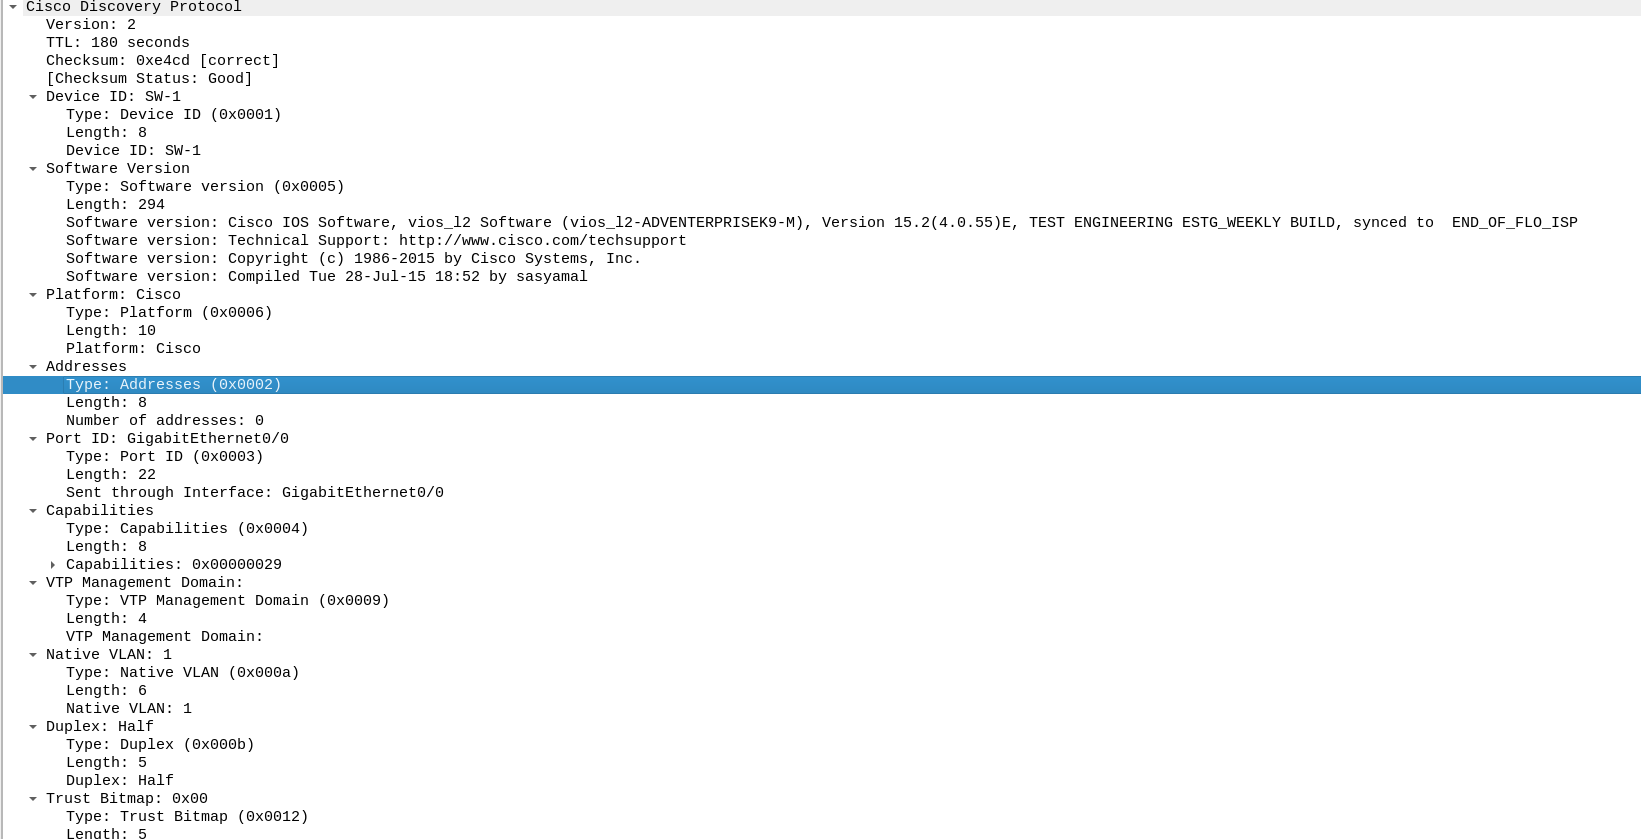 Cisco Discovery Protocol
Version: 2
TTL: 180 seconds
Checksum: 0xe4cd [correct]
[Checksum Status: Good]
Device ID: SW-1
Type: Device ID (0x0001)
Length: 8
Device ID: SW-1
Software Version
Type: Software version (0x0005)
Length: 294
Software version: Cisco IOS Software, vios_l2 Software (vios_l2-ADVENTERPRISEK9-M), Version 15.2(4.0.55)E, TEST ENGINEERING ESTG_WEEKLY BUILD, synced to  END_OF_FLO_ISP
Software version: Technical Support: http://www.cisco.com/techsupport
Software version: Copyright (c) 1986-2015 by Cisco Systems, Inc.
Software version: Compiled Tue 28-Jul-15 18:52 by sasyamal
Platform: Cisco
Type: Platform (0x0006)
Length: 10
Platform: Cisco
Addresses
Type: Addresses (0x0002)
Length: 8
Number of addresses: 0
Port ID: GigabitEthernet0/0
Type: Port ID (0x0003)
Length: 22
Sent through Interface: GigabitEthernet0/0
Capabilities
Type: Capabilities (0x0004)
Length: 8
Capabilities: 0x00000029
VTP Management Domain:
Type: VTP Management Domain (0x0009)
Length: 4
VTP Management Domain:
Native VLAN: 1
Type: Native VLAN (0x000a)
Length: 6
Native VLAN: 1
Duplex: Half
Type: Duplex (0x000b)
Length: 5
Duplex: Half
Trust Bitmap: 0x00
Type: Trust Bitmap (0x0012)
Length: 5